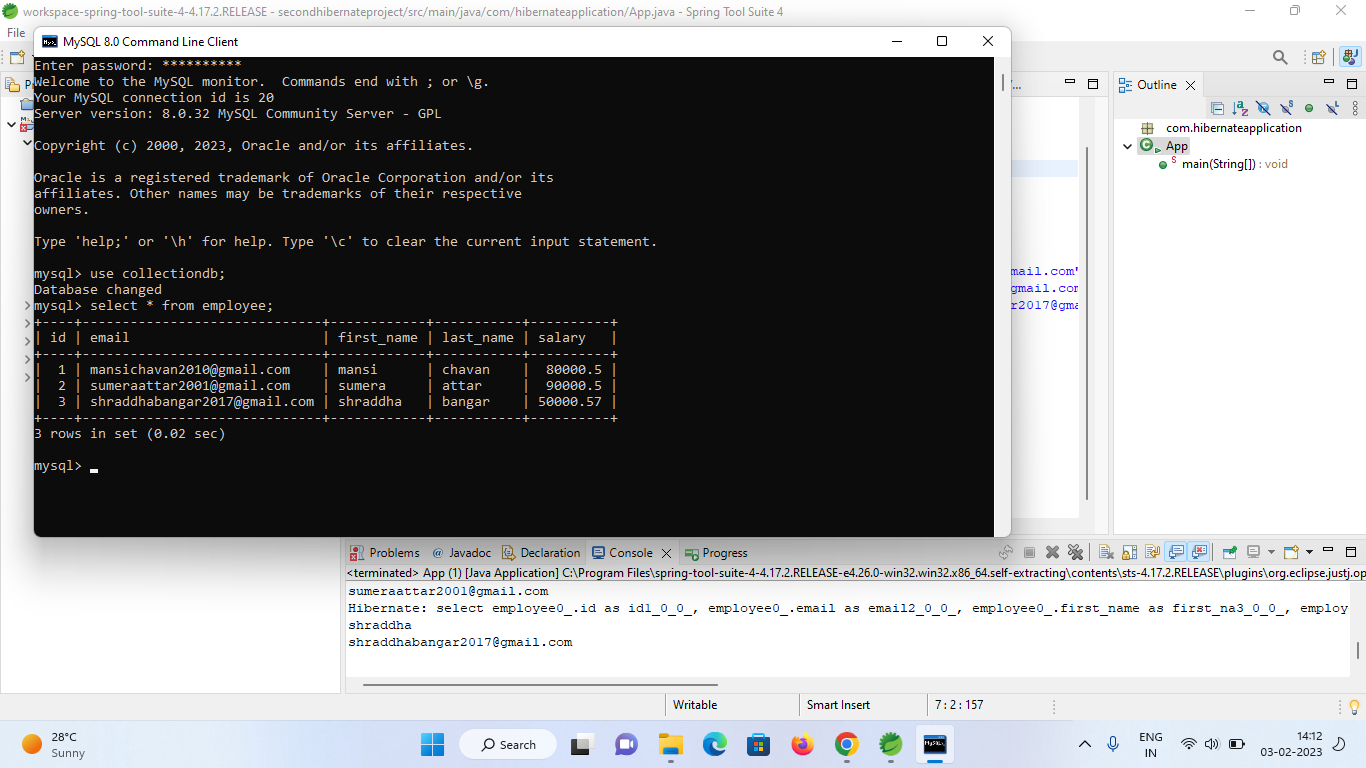 workspace-spring-tool-suite-4-4.17.2.RELEASE - secondhibernateproject/src/main/java/com/hibernateapplication/App.java - Spring Tool Suite 4
File
MySQL 8.0 Command Line Client
Enter password: **********
Welcome to the MySQL monitor.  Commands end with ; or \g.
Your MySQL connection id is 20
Server version: 8.0.32 MySQL Community Server - GPL
Copyright (c) 2000, 2023, Oracle and/or its affiliates.
Oracle is a registered trademark of Oracle Corporation and/or its
affiliates. Other names may be trademarks of their respective
owners.
Type 'help;' or '\h' for help. Type '\c' to clear the current input statement.
mysql> use collectiondb;
Database changed
mysql> select * from employee;
+----+------------------------------+------------+-----------+----------+
| id | email                        | first_name | last_name | salary   |
+----+------------------------------+------------+-----------+----------+
|  1 | mansichavan2010@gmail.com    | mansi      | chavan    |  80000.5 |
|  2 | sumeraattar2001@gmail.com    | sumera     | attar     |  90000.5 |
|  3 | shraddhabangar2017@gmail.com | shraddha   | bangar    | 50000.57 |
+----+------------------------------+------------+-----------+----------+
3 rows in set (0.02 sec)
mysql>
mail.com"
gmail.com
r2017@gma
Outline
com.hibernateapplication
App
main(String[]) : void
Problems @ Javadoc Declaration Console Progress
<terminated> App (1) [Java Application] C:\Program Files\spring-tool-suite-4-4.17.2.RELEASE-e4.26.0-win32.win32.x86_64.self-extracting\contents\sts-4.17.2.RELEASE\plugins\org.eclipse.justj.op
sumeraattar2001@gmail.com
Hibernate: select employee0_.id as id1_0_0_, employee0_.email as email2_0_0_, employee0_.first_name as first_na3_0_0_, employ
shraddha
shraddhabangar2017@gmail.com
Writable
Smart Insert
7 : 2 : 157
28°C
Sunny
Search
ENG
IN
14:12
03-02-2023